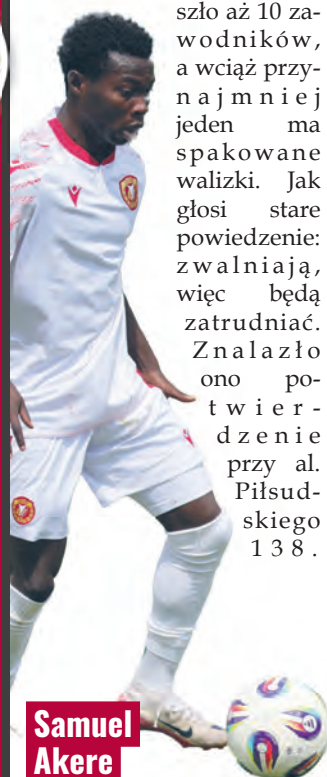 szło aż 10 za-
wodników,
a wciąż przy-
najmniej
jeden ma
spakowane
walizki. Jak
głosi stare
powiedzenie:
zwalniają,
więc będą
zatrudniać.
Znalazło
ono po-
twier-
dzenie
przy al.
Piłsud-
skiego
138.
Samuel
Akere